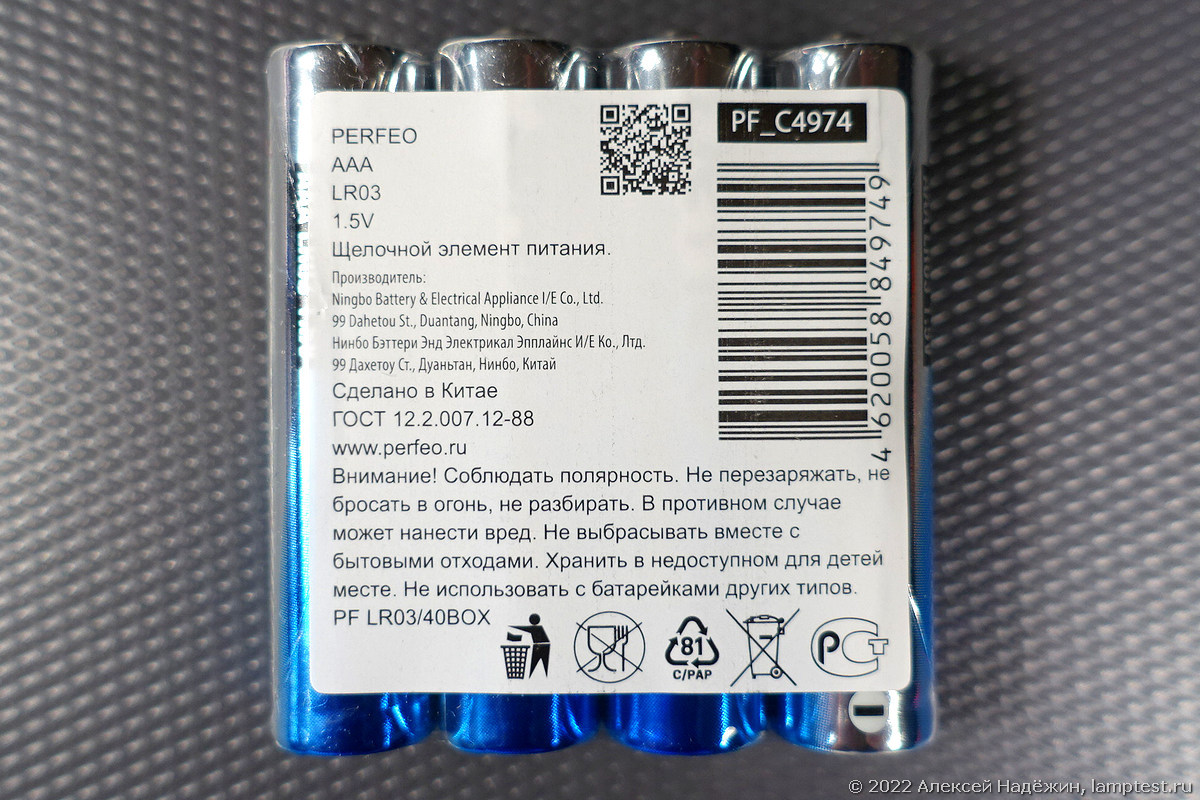 PERFEO
AAA
LR03
1.5V
Щелочной элемент питания.
Производитель:
Ningbo Battery & Electrical Appliance I/E Co., Ltd.
99 Dahetou St., Duantang, Ningbo, China
Нинбо Бэттери Энд Электрикал Эпплайнс И/Е Ко., Лтд.
99 Дахетоу Ст., Дуаньтан, Нинбо, Китай
Сделано в Китае
ГОСТ 12.2.007.12-88
www.perfeo.ru
Внимание! Соблюдать полярность. Не перезаряжать, не
бросать в огонь, не разбирать. В противном случае
может нанести вред. Не выбрасывать вместе с
бытовыми отходами. Хранить в недоступном для детей
месте. Не использовать с батарейками других типов.
PF LR03/40BOX
PF_C4974
4 620058 849749
81
C/PAP
РСТ
© 2022 Алексей Надёжин, lamptest.ru